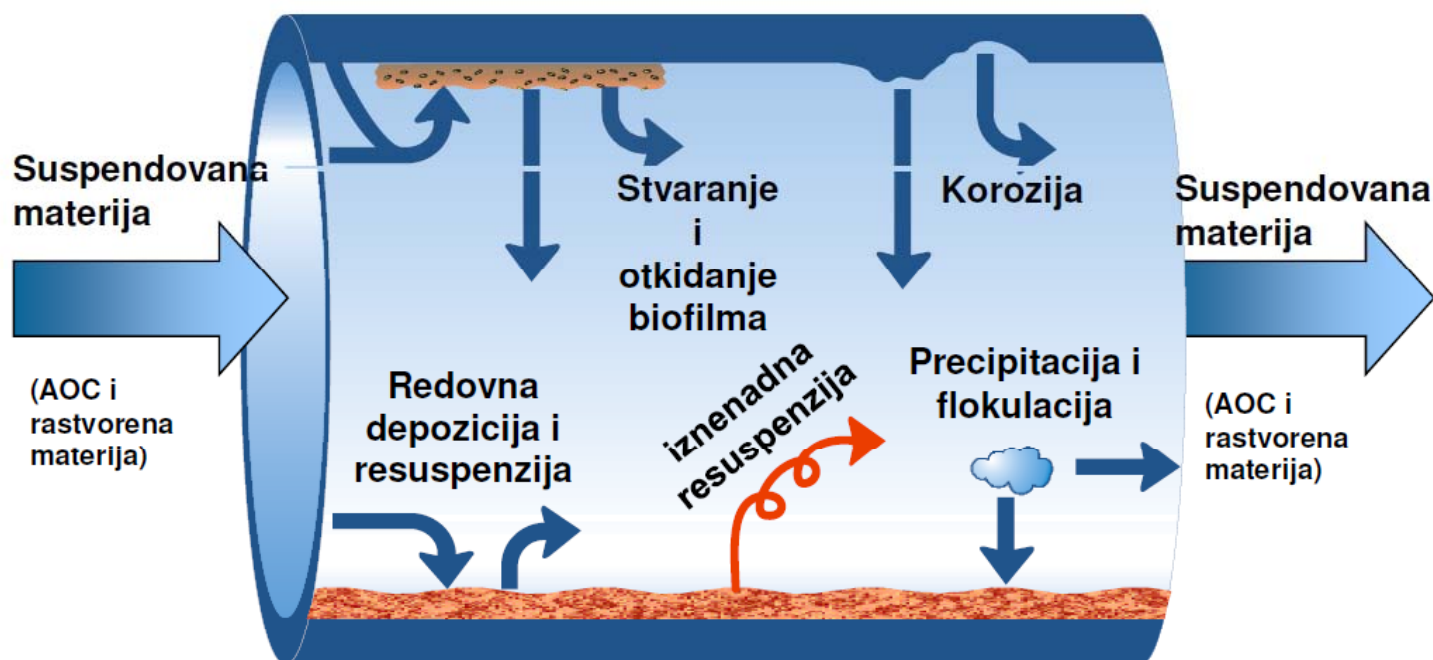 Suspendovana
materija
(AOC i
rastvorena
materija)
Stvaranje
i
otkidanje
biofilma
Korozija
Redovna
depozicija i
resuspenzija
iznenadna
resuspenzija
Precipitacija i
flokulacija
Suspendovana
materija
(AOC i
rastvorena
materija)